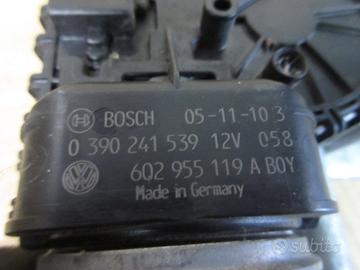 BOSCH 05-11-10 3
0 390 241 539 12V 058
6Q2 955 119 A BOY
Made in Germany
subito